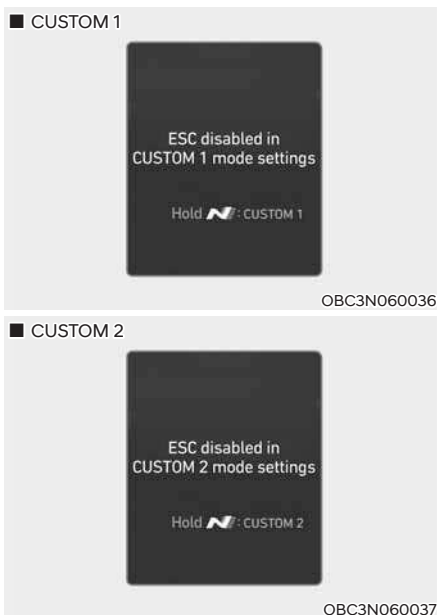 ■ CUSTOM 1
ESC disabled in
CUSTOM 1 mode settings
Hold N : CUSTOM 1
OBC3N060036
■ CUSTOM 2
ESC disabled in
CUSTOM 2 mode settings
Hold N : CUSTOM 2
OBC3N060037